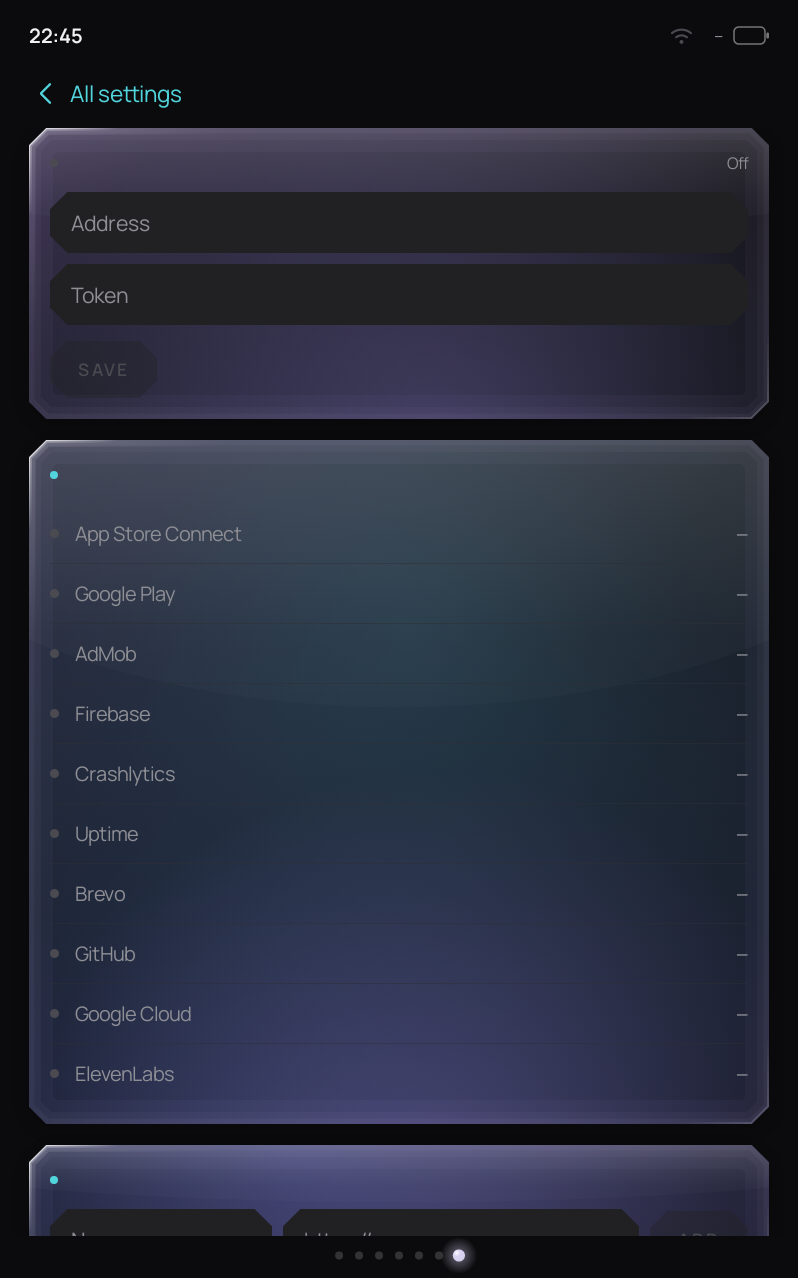 22:45
–
All settings
Off
Address
Token
SAVE
App Store Connect –
Google Play –
AdMob –
Firebase –
Crashlytics –
Uptime –
Brevo –
GitHub –
Google Cloud –
ElevenLabs –